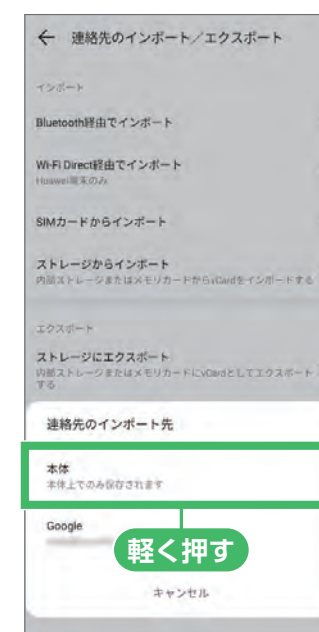 ← 連絡先のインポート／エクスポート
インポート
Bluetooth経由でインポート
Wi-Fi Direct経由でインポート
Huawei端末のみ
SIMカードからインポート
ストレージからインポート
内部ストレージまたはメモリカードからvCardをインポートする
エクスポート
ストレージにエクスポート
内部ストレージまたはメモリカードにvCardとしてエクスポート
する
連絡先のインポート先
本体
本体上でのみ保存されます
Google
軽く押す
キャンセル